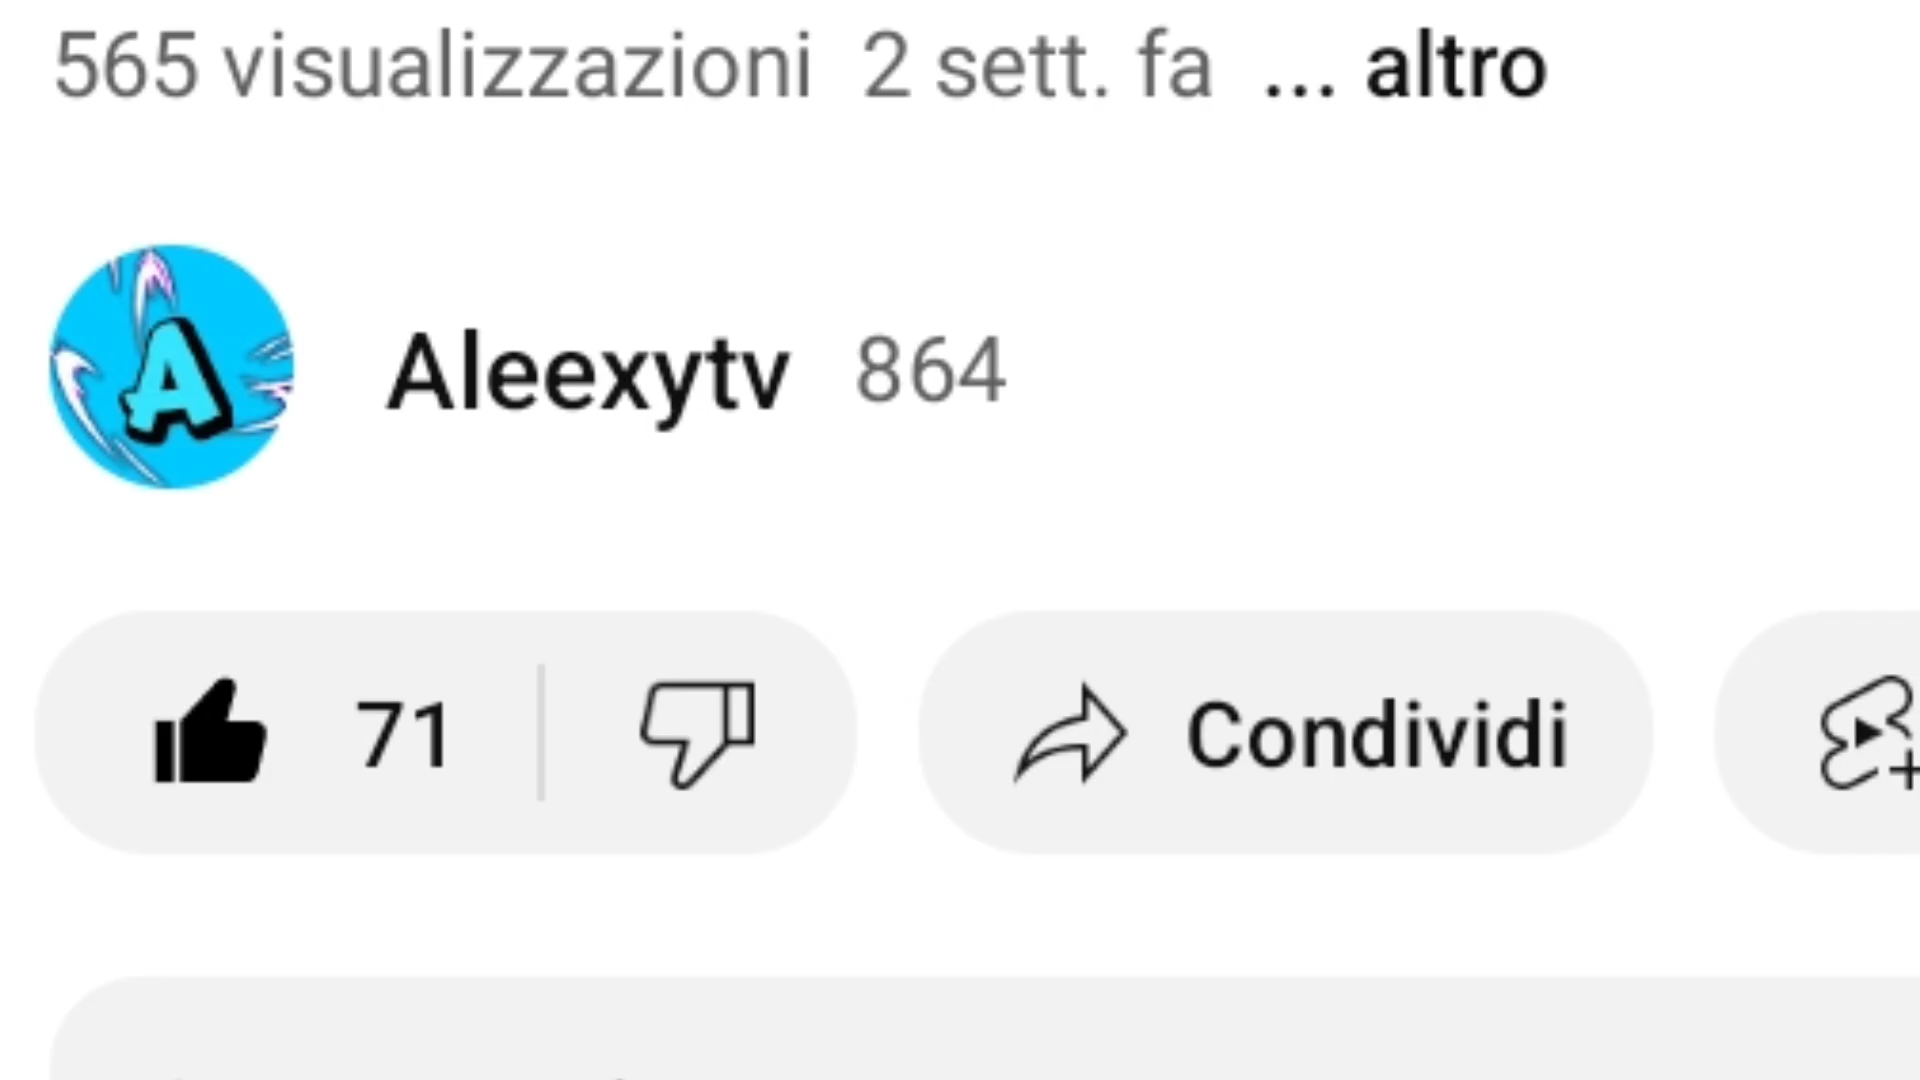 565 visualizzazioni 2 sett. fa ... altro
A
Aleexytv 864
71
Condividi